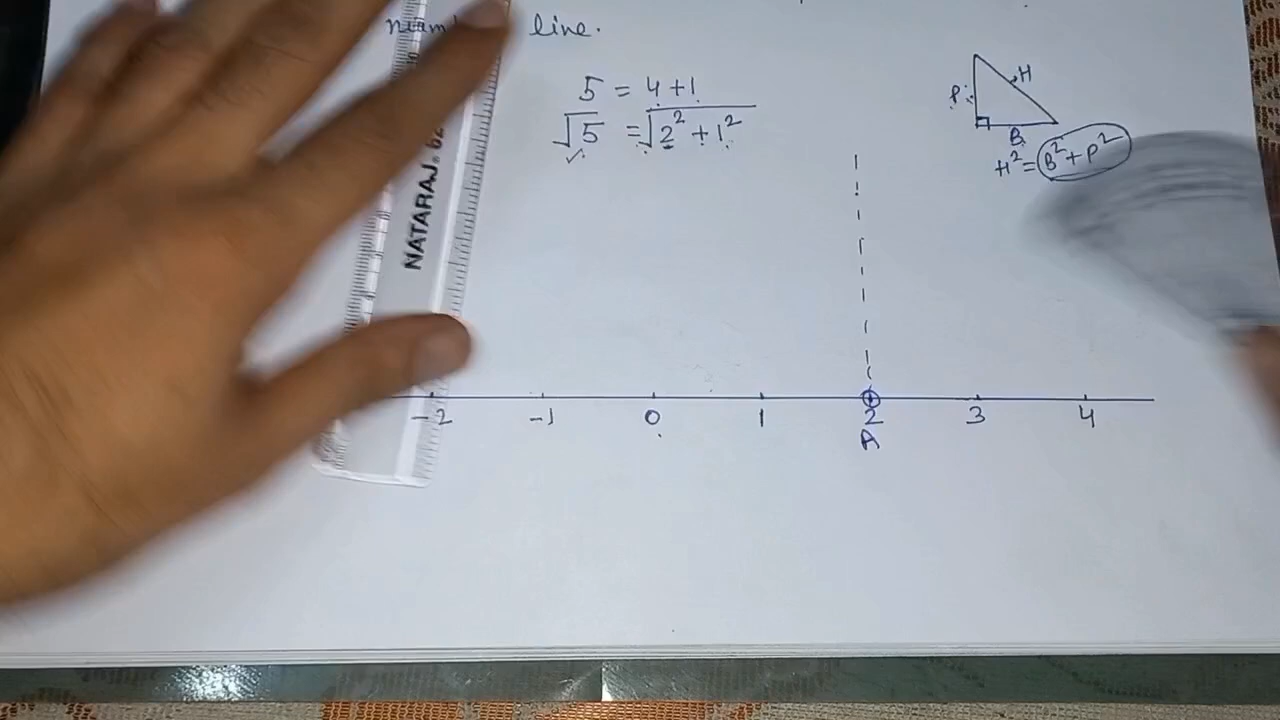 line.
5 = 4 + 1
√5 = √2² + 1²
P
H
B
H² = B² + P²
NATARAJ
-2 -1 0 1 2 3 4
A